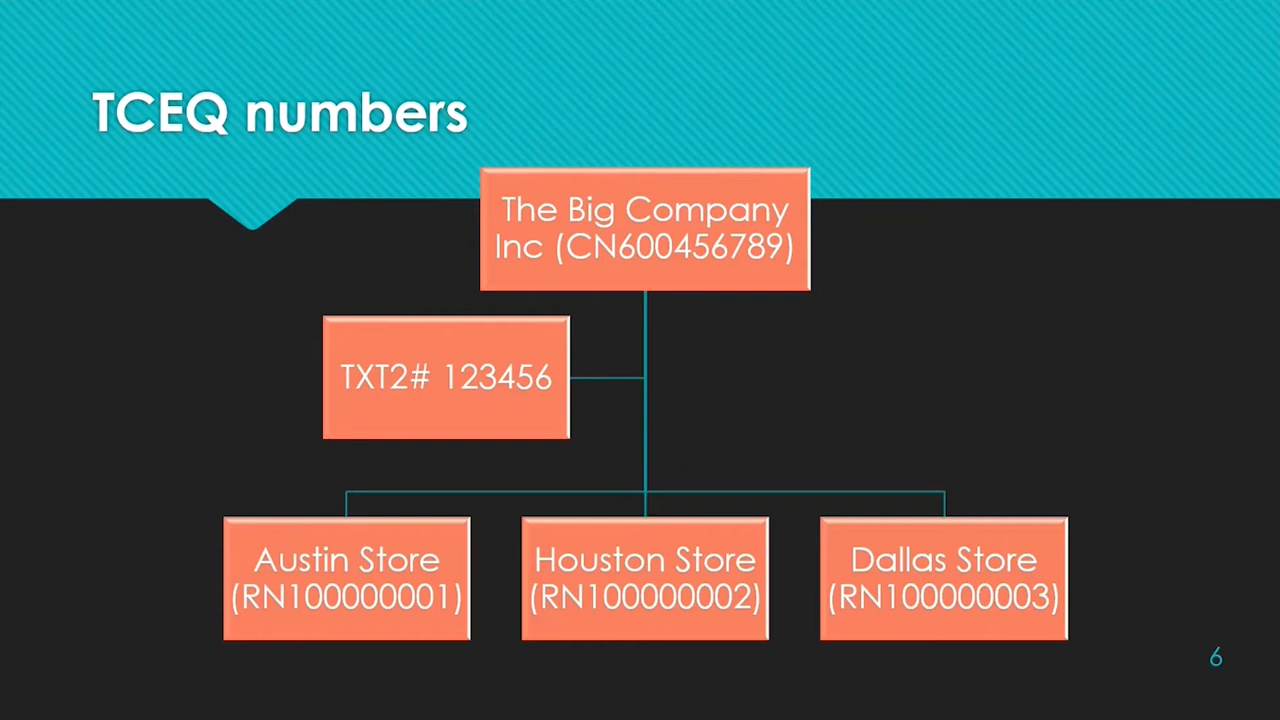 TCEQ numbers
The Big Company
Inc (CN600456789)
TXT2# 123456
Austin Store
(RN100000001)
Houston Store
(RN100000002)
Dallas Store
(RN100000003)
6